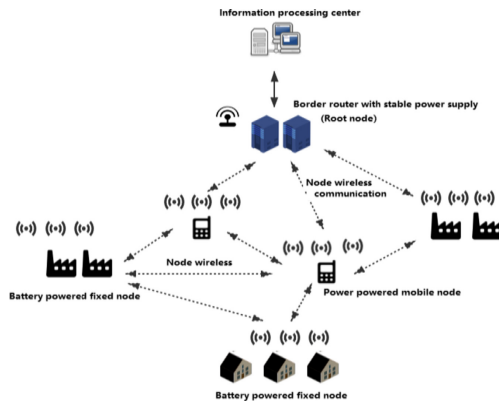 Information processing center
Border router with stable power supply
(Root node)
Node wireless
communication
Node wireless
Battery powered fixed node
Power powered mobile node
Battery powered fixed node